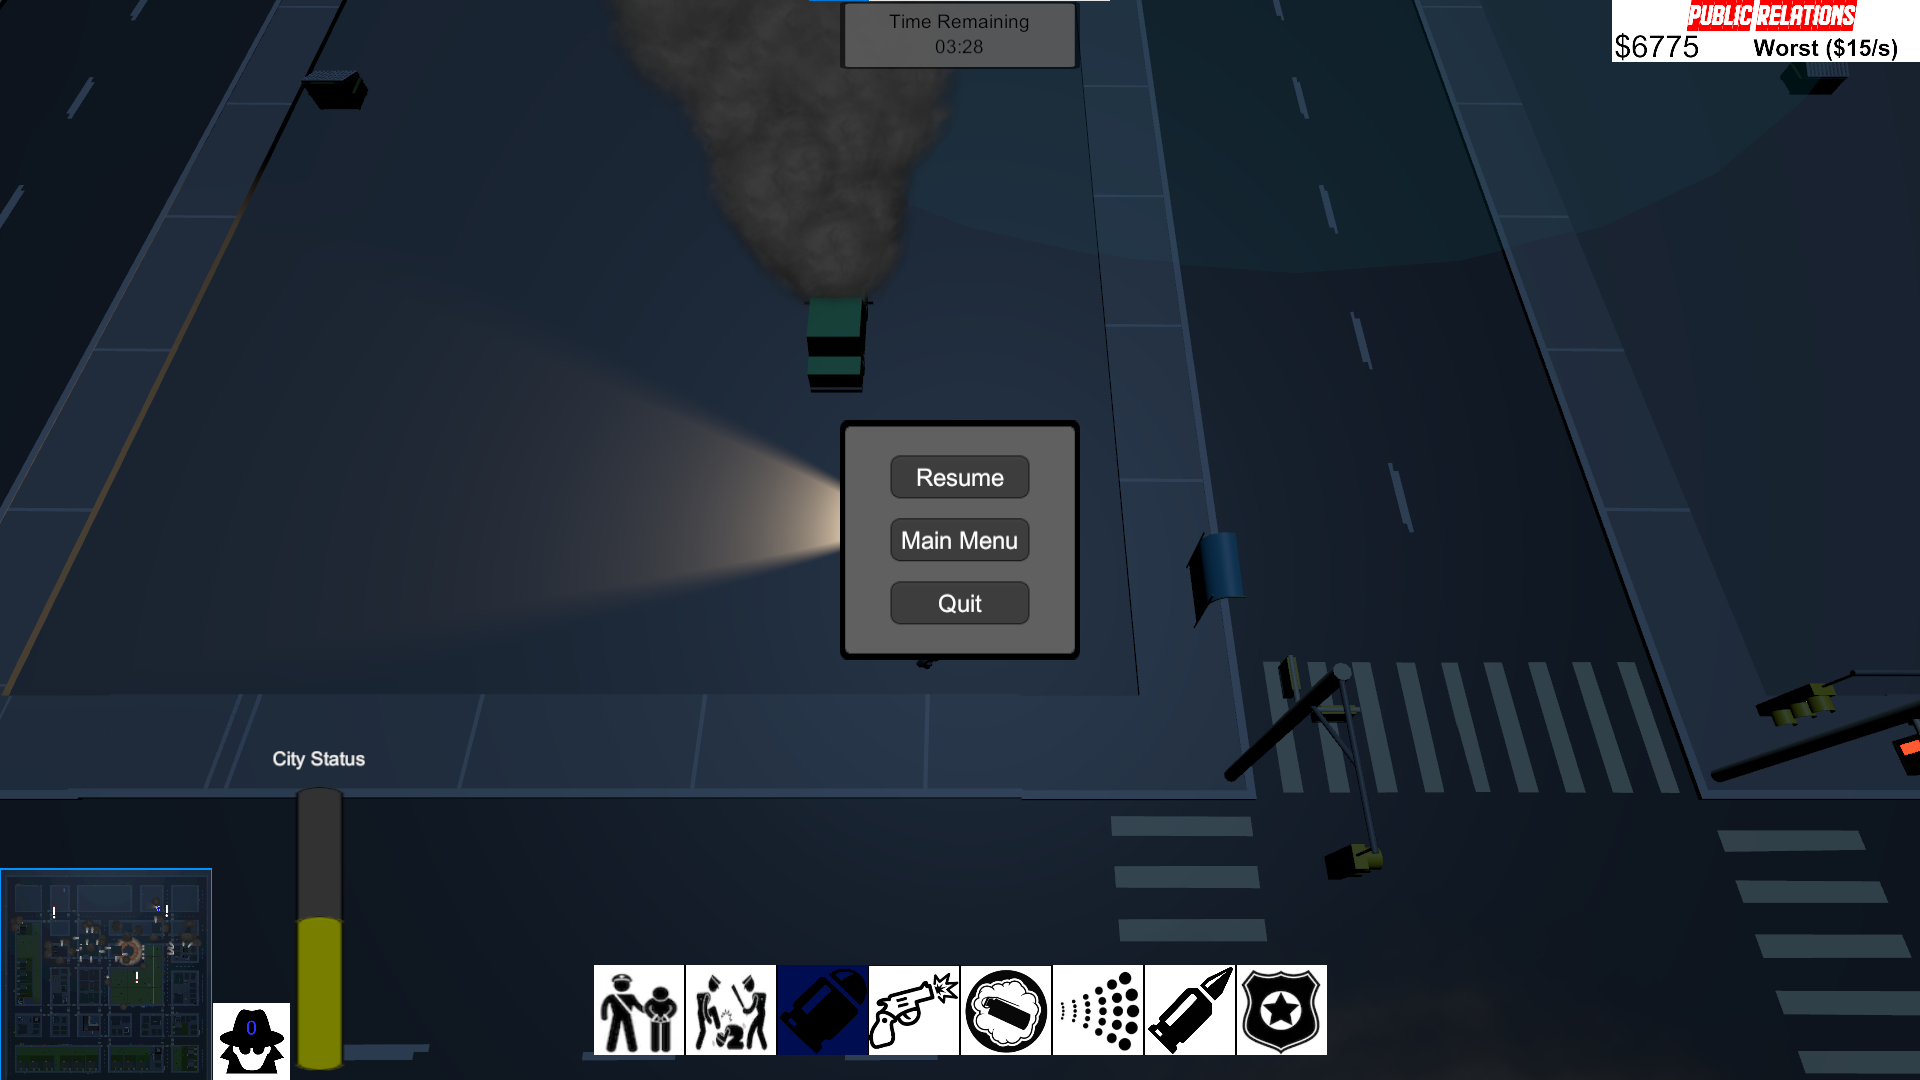 Time Remaining
03:28
PUBLIC RELATIONS
$6775
Worst ($15/s)
Resume
Main Menu
Quit
City Status
0